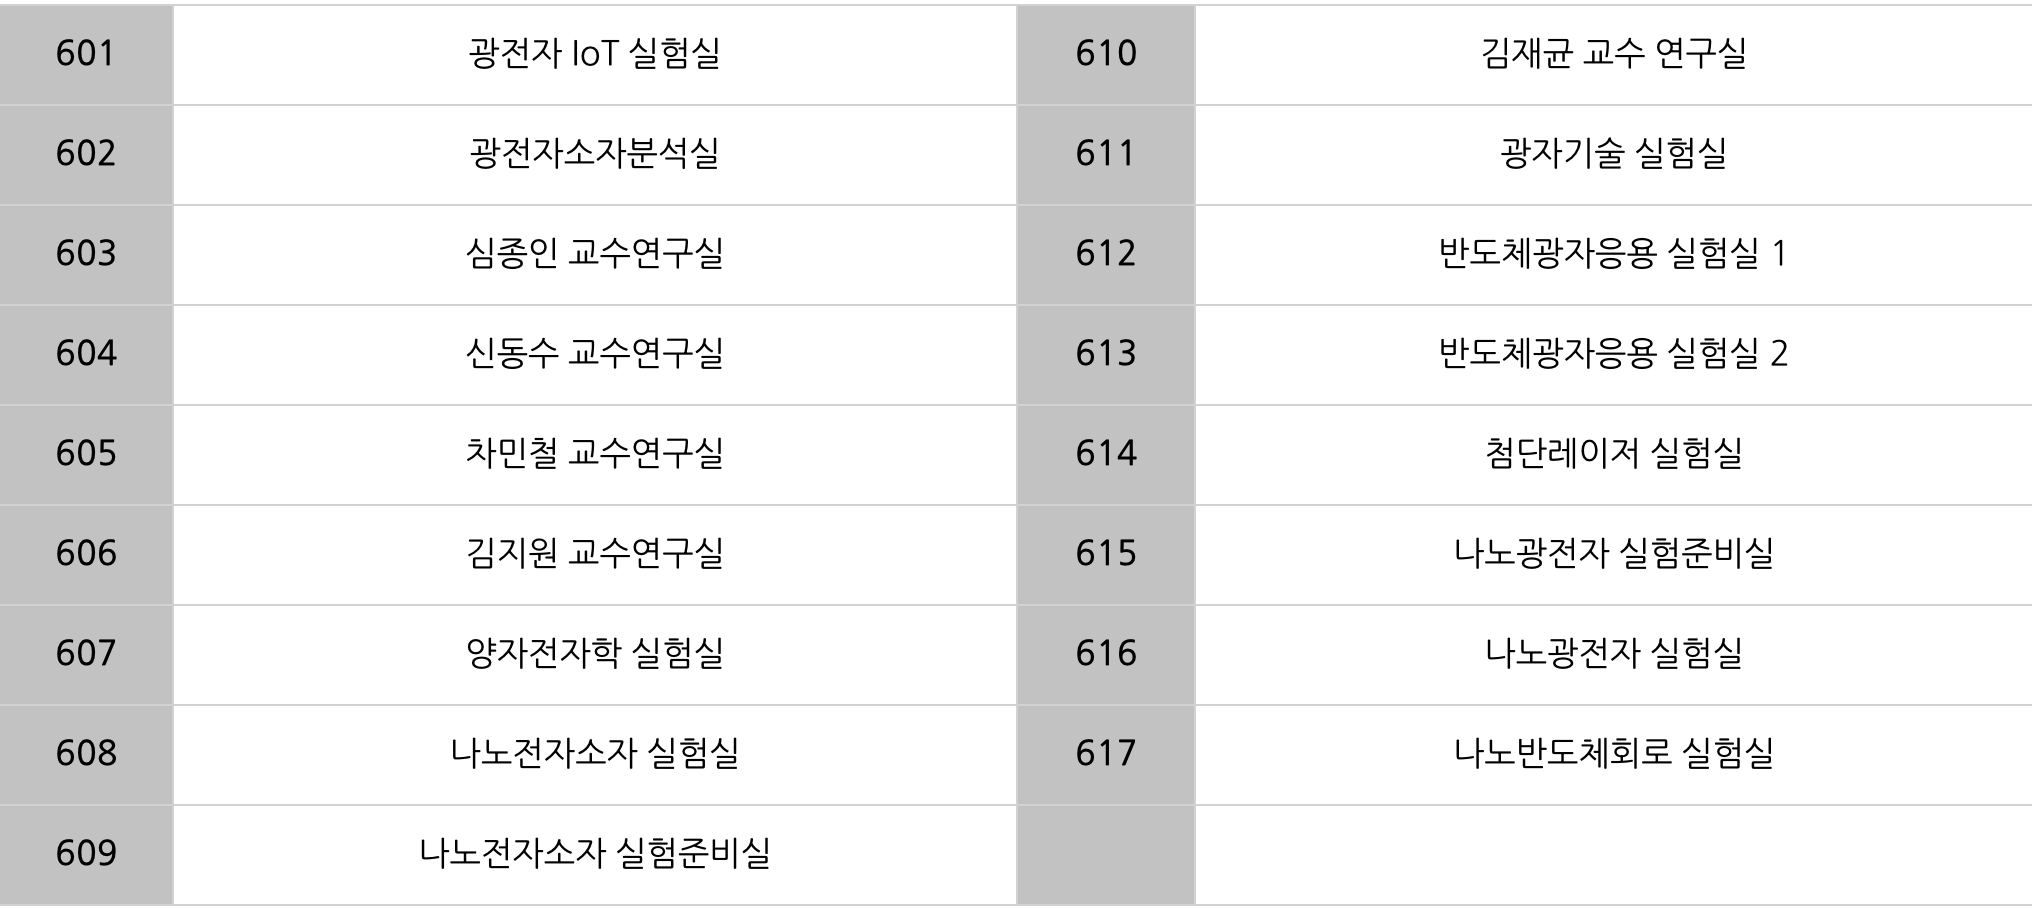 601 광전자 IoT 실험실 610 김재균 교수 연구실
602 광전자소자분석실 611 광자기술 실험실
603 심종인 교수연구실 612 반도체광자응용 실험실 1
604 신동수 교수연구실 613 반도체광자응용 실험실 2
605 차민철 교수연구실 614 첨단레이저 실험실
606 김지원 교수연구실 615 나노광전자 실험준비실
607 양자전자학 실험실 616 나노광전자 실험실
608 나노전자소자 실험실 617 나노반도체회로 실험실
609 나노전자소자 실험준비실